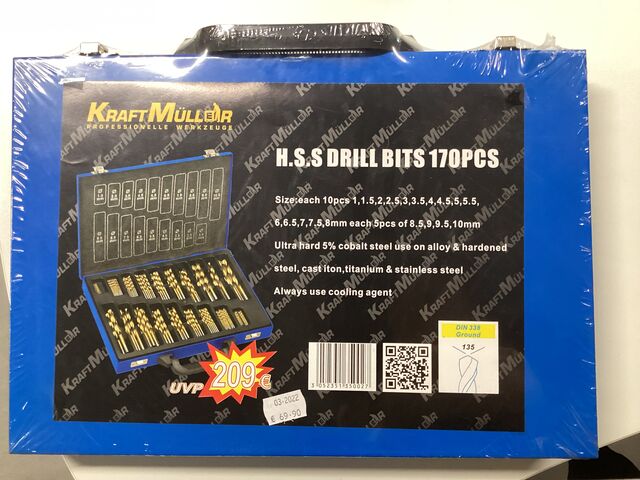 KRAFTMÜLLER
PROFESSIONELLE WERKZEUGE
H.S.S DRILL BITS 170PCS
Size:each 10pcs 1,1.5,2,2.5,3,3.5,4,4.5,5,5.5,
6,6.5,7,7.5,8mm each 5pcs of 8.5,9,9.5,10mm
Ultra hard 5% cobalt steel use on alloy & hardened
steel, cast iton,titanium & stainless steel
Always use cooling agent
DIN 338
Ground
135
UVP 209€
03-2022
€ 69-90
3 052351 350027